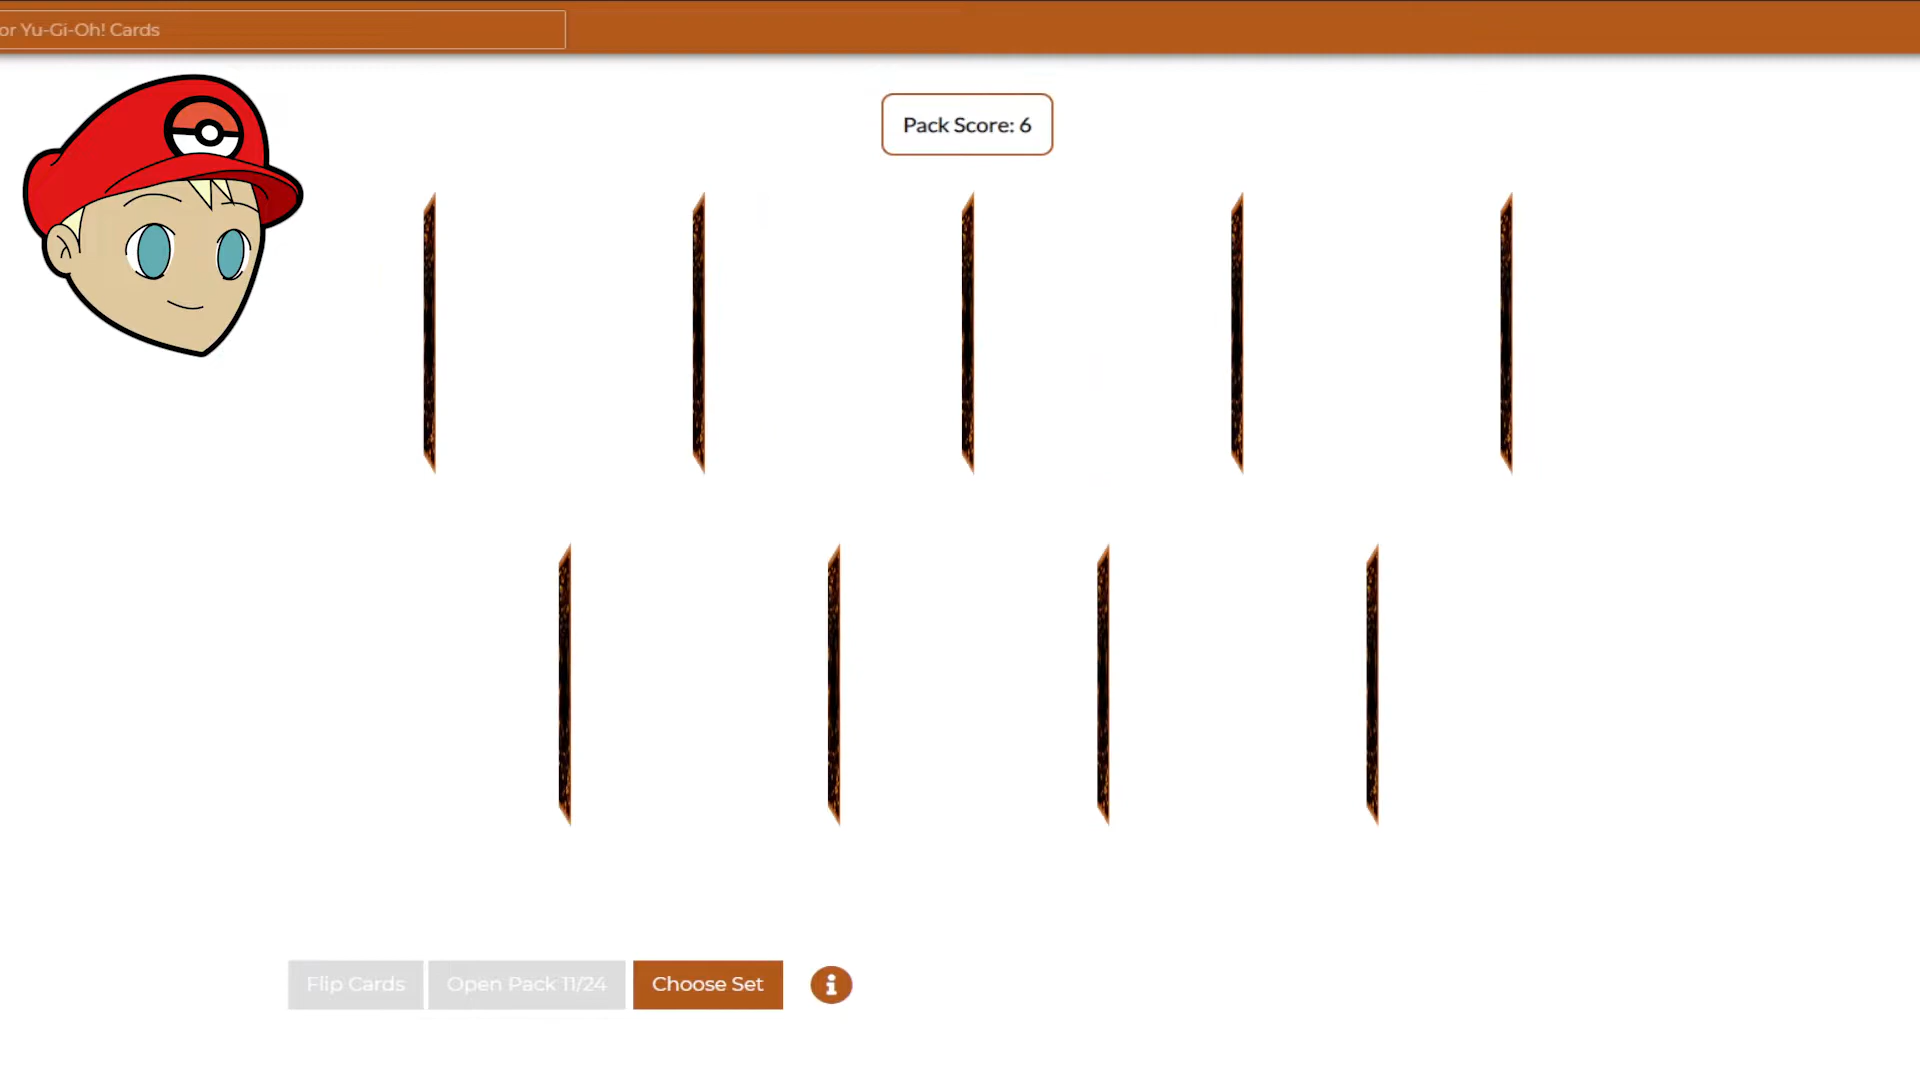 or Yu-Gi-Oh! Cards
Pack Score: 6
Flip Cards
Open Pack 11/24
Choose Set